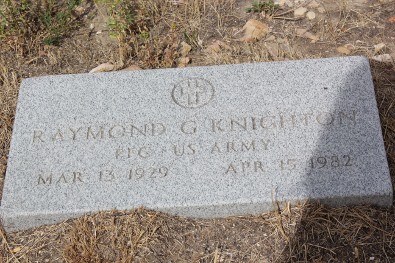 RAYMOND G KNIGHTON
PFC US ARMY
MAR 13 1929 APR 15 1982